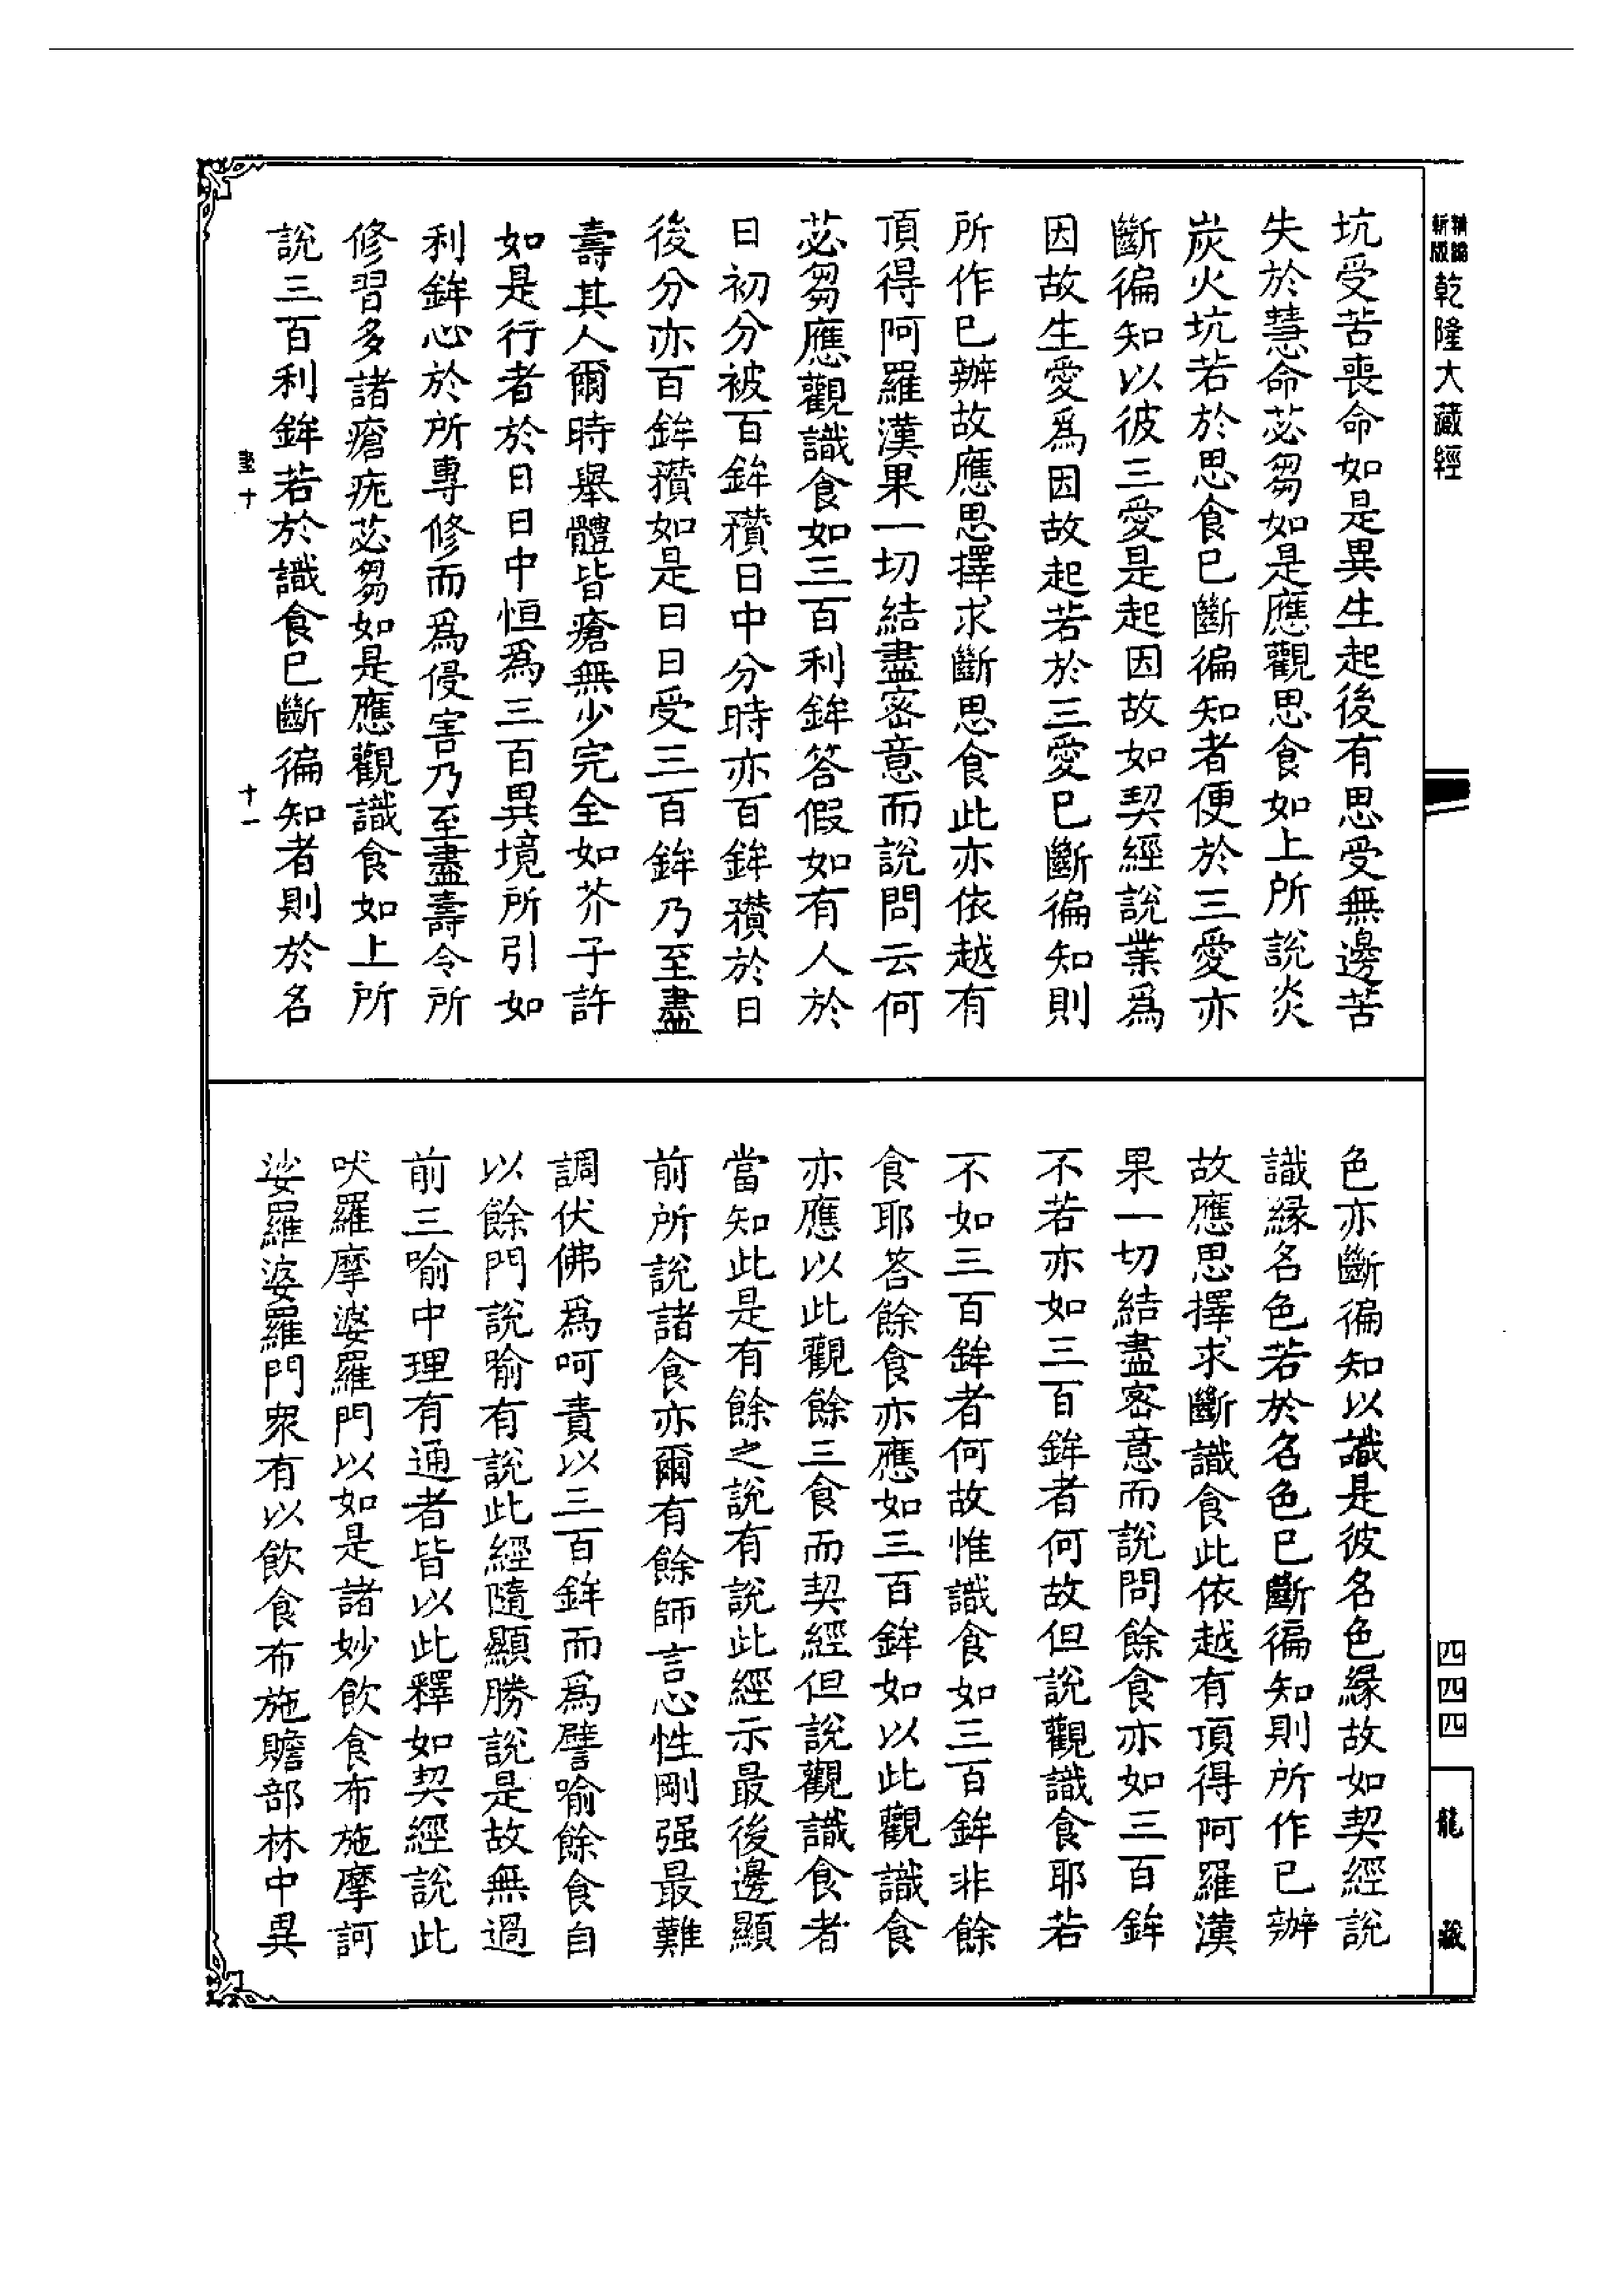 精編
新版
乾隆大藏經
坑受苦喪命如是異生起後有思受無邊苦
失於慧命苾芻如是應觀思食如上所說炎
炭火坑若於思食已斷徧知者便於三愛亦
斷徧知以彼三愛是起因故如契經說業爲
因故生愛爲因故起若於三愛已斷徧知則
所作已辦故應思擇求斷思食此亦依越有
頂得阿羅漢果一切結盡密意而說問云何
苾芻應觀識食如三百利鉾答假如有人於
日初分被百鉾穳日中分時亦百鉾穳於日
後分亦百鉾穳如是日日受三百鉾乃至盡
壽其人爾時舉體皆瘡無少完全如芥子許
如是行者於日日中恒爲三百異境所引如
利鉾心於所專修而爲侵害乃至盡壽令所
修習多諸瘡疣苾芻如是應觀識食如上所
說三百利鉾若於識食已斷徧知者則於名
十
十一
色亦斷徧知以識是彼名色緣故如契經說
識緣名色若於名色已斷徧知則所作已辦
故應思擇求斷識食此依越有頂得阿羅漢
果一切結盡密意而說問餘食亦如三百鉾
不若亦如三百鉾者何故但說觀識食耶若
不如三百鉾者何故惟識食如三百鉾非餘
食耶答餘食亦應如三百鉾如以此觀識食
亦應以此觀餘三食而契經但說觀識食者
當知此是有餘之說有說此經示最後邊顯
前所說諸食亦爾有餘師言心性剛强最難
調伏佛爲呵責以三百鉾而爲譬喻餘食自
以餘門說喻有說此經隨顯勝說是故無過
前三喻中理有通者皆以此釋如契經說此
吠羅摩婆羅門以如是諸妙飲食布施摩訶
娑羅婆羅門衆有以飲食布施贍部林中異
四四四
龍
藏